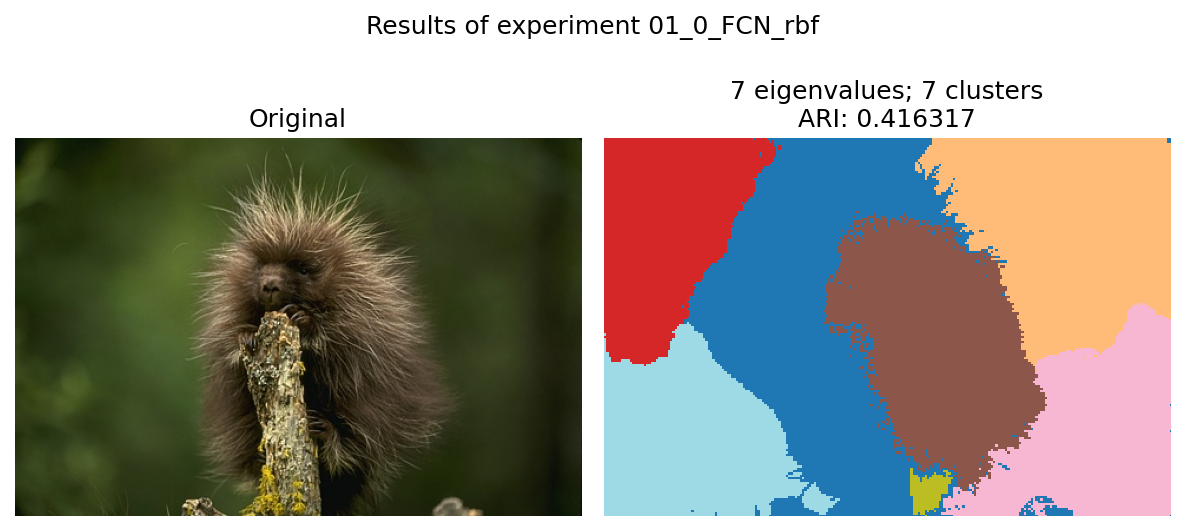 Results of experiment 01_0_FCN_rbf
Original
7 eigenvalues; 7 clusters
ARI: 0.416317